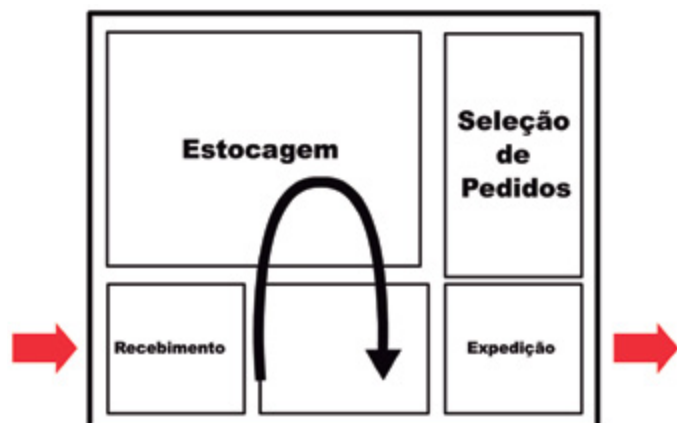 Estocagem
Seleção
de
Pedidos
Recebimento
Expedição